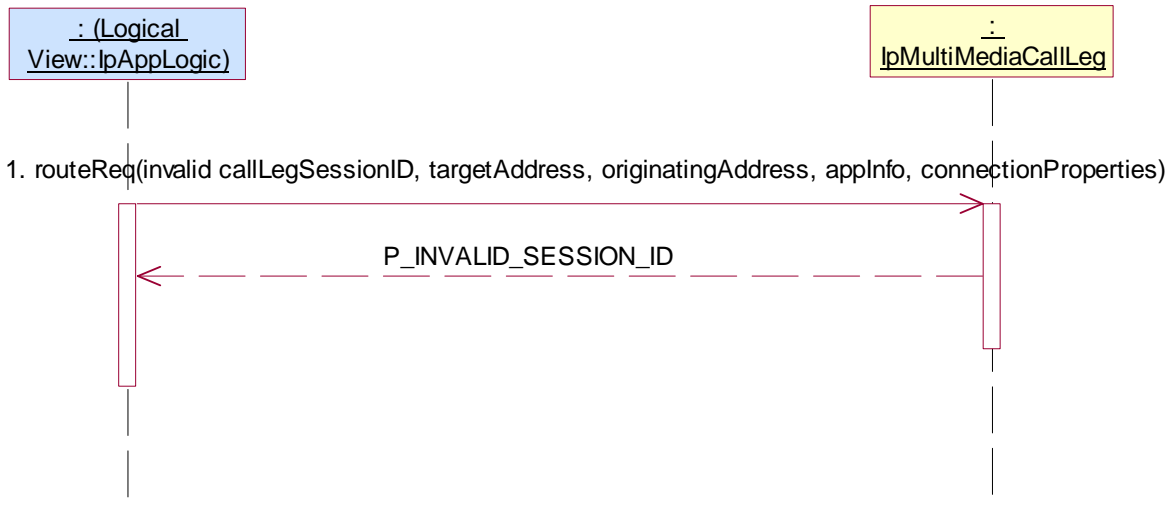 : (Logical
View::IpAppLogic)
:
IpMultiMediaCallLeg
1. routeReq(invalid callLegSessionID, targetAddress, originatingAddress, appInfo, connectionProperties)
P_INVALID_SESSION_ID